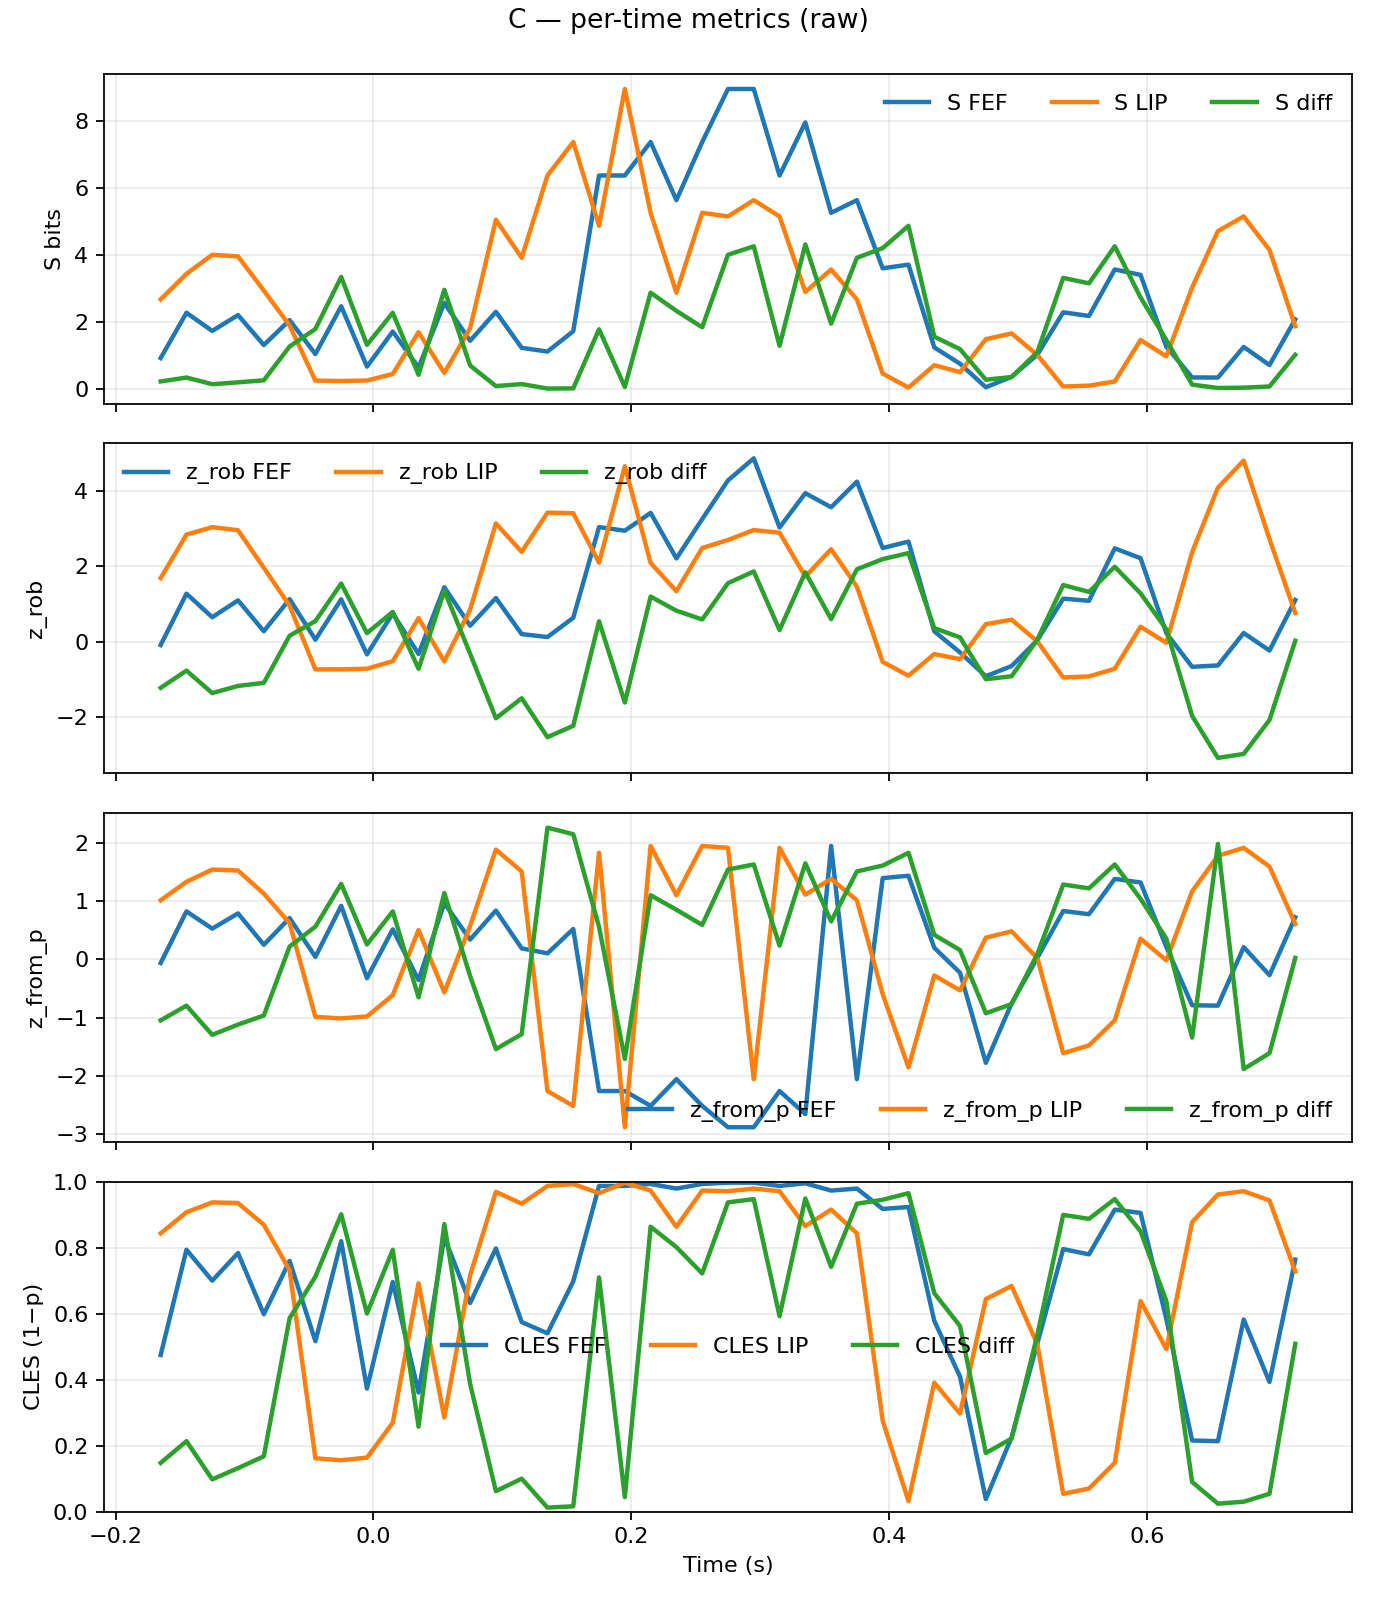 C — per-time metrics (raw)
S FEF S LIP S diff
8
6
4
2
0
S bits
z_rob FEF z_rob LIP z_rob diff
4
2
0
−2
z_rob
2
1
0
−1
−2
−3
z_from_p
z_from_p FEF z_from_p LIP z_from_p diff
1.0
0.8
0.6
0.4
0.2
0.0
CLES (1−p)
CLES FEF CLES LIP CLES diff
−0.2 0.0 0.2 0.4 0.6
Time (s)